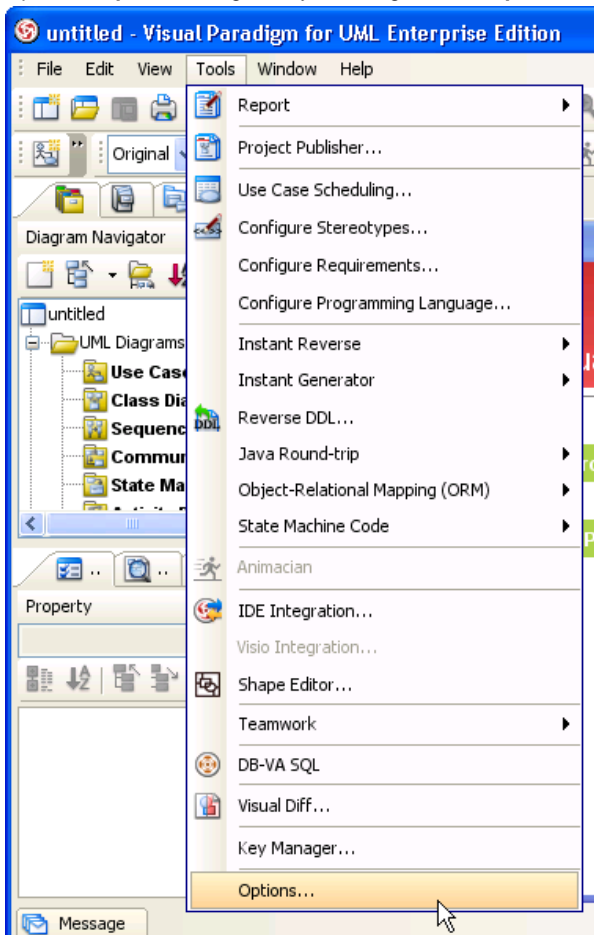 untitled - Visual Paradigm for UML Enterprise Edition
File Edit View Tools Window Help
Original
Diagram Navigator
untitled
UML Diagrams
Use Case
Class Dia
Sequenc
Commun
State Ma
Property
Message
Report
Project Publisher...
Use Case Scheduling...
Configure Stereotypes...
Configure Requirements...
Configure Programming Language...
Instant Reverse
Instant Generator
DDL
Reverse DDL...
Java Round-trip
Object-Relational Mapping (ORM)
State Machine Code
Animacian
IDE Integration...
Visio Integration...
Shape Editor...
Teamwork
DB-VA SQL
Visual Diff...
Key Manager...
Options...